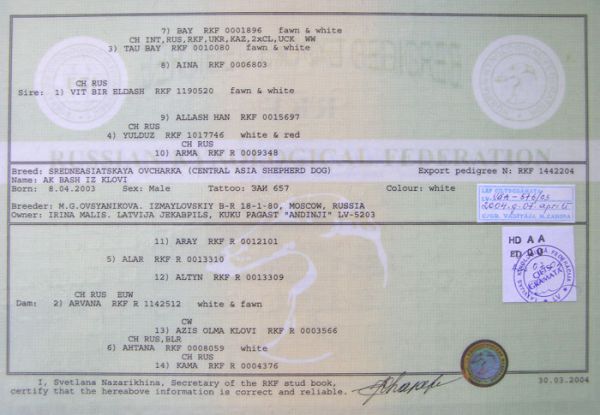 7) BAY RKF 0001896 fawn & white
CH INT,RUS,RKF,UKR,KAZ,2xCL,UCK WW
3) TAU BAY RKF 0010080 fawn & white
8) AINA RKF 0006803
CH RUS
Sire: 1) VIT BIR ELDASH RKF 1190520 fawn & white
9) ALLASH HAN RKF 0015697
CH RUS
4) YULDUZ RKF 1017746 white & red
CH RUS
10) ARMA RKF R 0009348
Breed: SREDNEASIATSKAYA OVCHARKA (CENTRAL ASIA SHEPHERD DOG) Export pedigree N: RKF 1442204
Name: AK BASH IZ KLOVI
Born: 8.04.2003 Sex: Male Tattoo: ЗАМ 657 Colour: white
Breeder: M.G.OVSYANIKOVA. IZMAYLOVSKIY B-R 18-1-80, MOSCOW, RUSSIA
Owner: IRINA MALIS. LATVIJA JEKABPILS, KUKU PAGAST "ANDINJI" LV-5203
HD A A
ED 0 0
11) ARAY RKF R 0012101
5) ALAR RKF R 0013310
12) ALTYN RKF R 0013309
CH RUS EUW
Dam: 2) ARVANA RKF R 1142512 white & fawn
CW
13) AZIS OLMA KLOVI RKF R 0003566
CH RUS,BLR
6) AHTANA RKF 0008059 white
CH RUS
14) KAMA RKF R 0004376
I, Svetlana Nazarikhina, Secretary of the RKF stud book,
certify that the hereabove information is correct and reliable.
30.03.2004